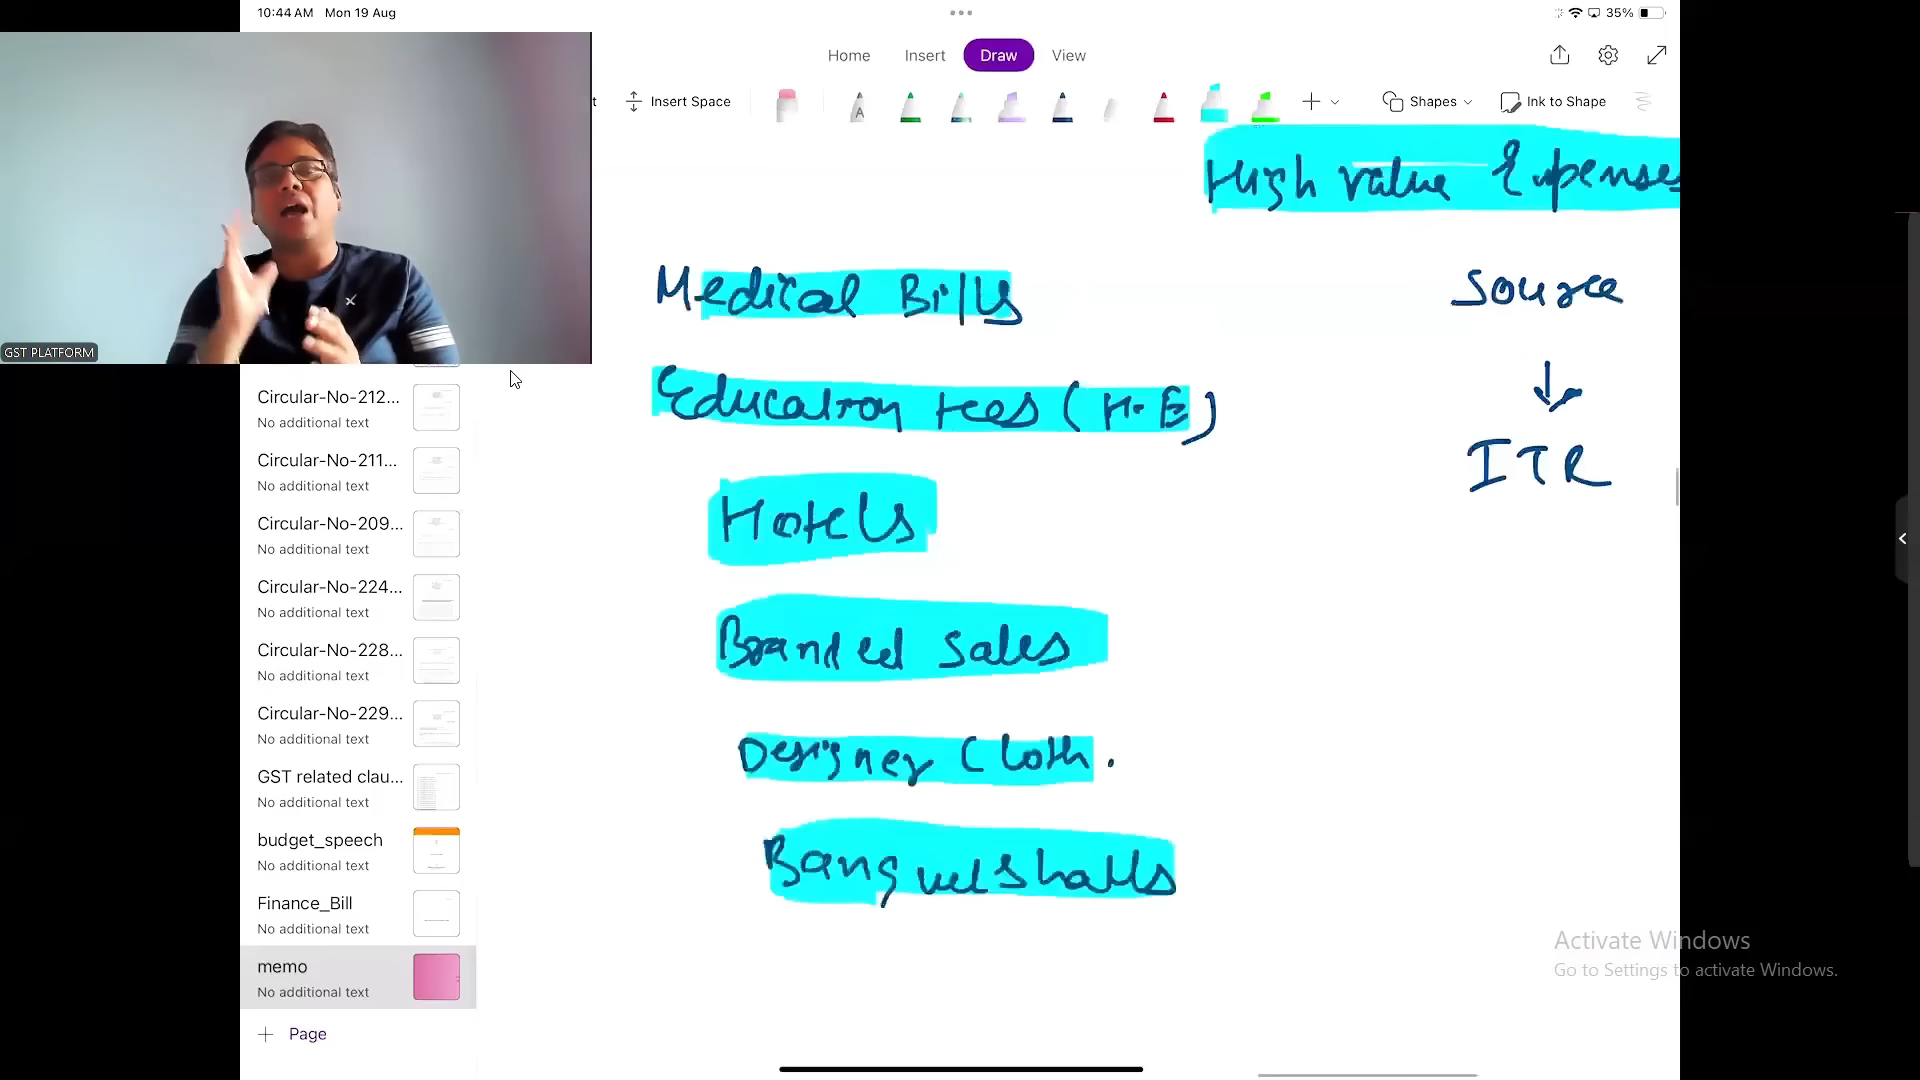 10:44 AM Mon 19 Aug
35%
Home Insert Draw View
Insert Space
Shapes
Ink to Shape
High value Expenses
Medical Bills
Source
Education fees (H.E)
ITR
Hotels
Branded Sales
Designer Cloth.
Banquet halls
GST PLATFORM
Circular-No-212...
No additional text
Circular-No-211...
No additional text
Circular-No-209...
No additional text
Circular-No-224...
No additional text
Circular-No-228...
No additional text
Circular-No-229...
No additional text
GST related clau...
No additional text
budget_speech
No additional text
Finance_Bill
No additional text
memo
No additional text
Page
Activate Windows
Go to Settings to activate Windows.